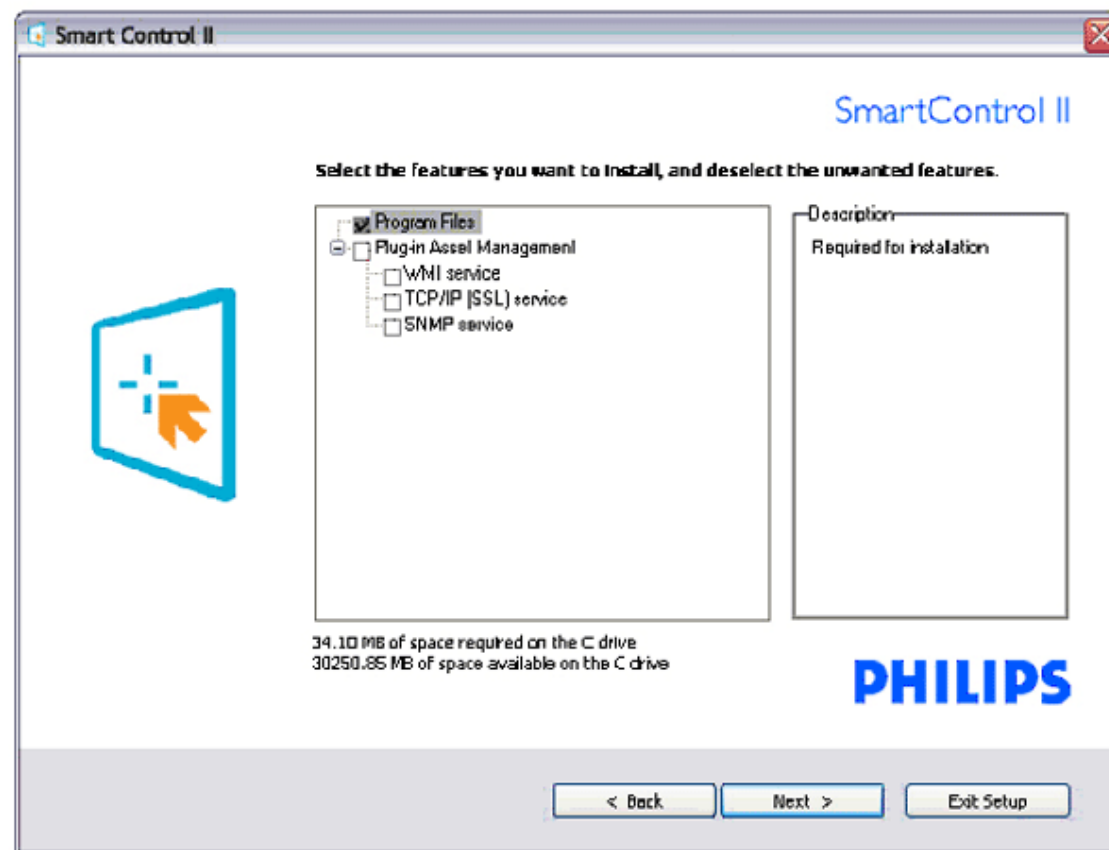 Smart Control II
SmartControl II
Select the features you want to install, and deselect the unwanted features.
Program Files
Plug-in Asset Management
WMI service
TCP/IP (SSL) service
SNMP service
Description
Required for installation
34.10 MB of space required on the C drive
30250.85 MB of space available on the C drive
PHILIPS
< Back
Next >
Exit Setup